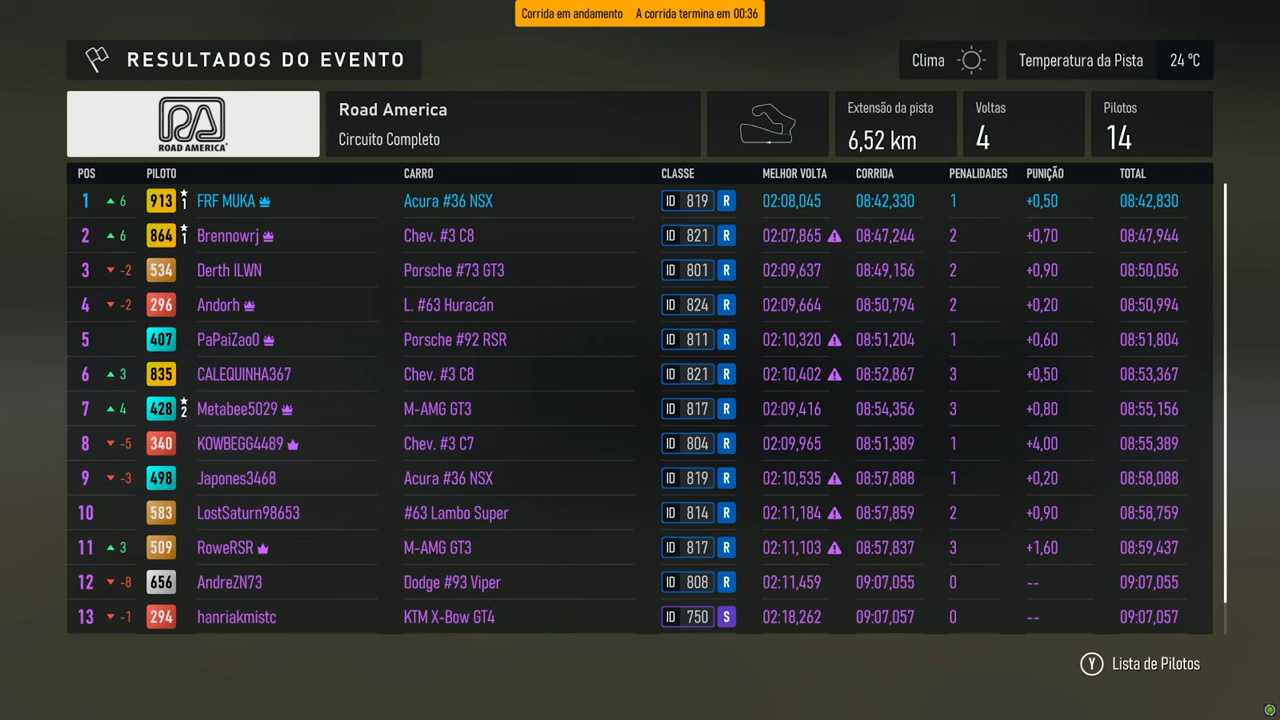 Corrida em andamento A corrida termina em 00:36
RESULTADOS DO EVENTO Clima Temperatura da Pista 24 ºC
RA
ROAD AMERICA
Road America
Circuito Completo
Extensão da pista
6,52 km
Voltas
4
Pilotos
14
POS PILOTO CARRO CLASSE MELHOR VOLTA CORRIDA PENALIDADES PUNIÇÃO TOTAL
1 6 913 1 FRF MUKA Acura #36 NSX ID 819 R 02:08,045 08:42,330 1 +0,50 08:42,830
2 6 864 1 Brennowrj Chev. #3 C8 ID 821 R 02:07,865 08:47,244 2 +0,70 08:47,944
3 -2 534 Derth ILWN Porsche #73 GT3 ID 801 R 02:09,637 08:49,156 2 +0,90 08:50,056
4 -2 296 Andorh L. #63 Huracán ID 824 R 02:09,664 08:50,794 2 +0,20 08:50,994
5 407 PaPaiZao0 Porsche #92 RSR ID 811 R 02:10,320 08:51,204 1 +0,60 08:51,804
6 3 835 CALEQUINHA367 Chev. #3 C8 ID 821 R 02:10,402 08:52,867 3 +0,50 08:53,367
7 4 428 2 Metabee5029 M-AMG GT3 ID 817 R 02:09,416 08:54,356 3 +0,80 08:55,156
8 -5 340 KOWBEGG4489 Chev. #3 C7 ID 804 R 02:09,965 08:51,389 1 +4,00 08:55,389
9 -3 498 Japones3468 Acura #36 NSX ID 819 R 02:10,535 08:57,888 1 +0,20 08:58,088
10 583 LostSaturn98653 #63 Lambo Super ID 814 R 02:11,184 08:57,859 2 +0,90 08:58,759
11 3 509 RoweRSR M-AMG GT3 ID 817 R 02:11,103 08:57,837 3 +1,60 08:59,437
12 -8 656 AndreZN73 Dodge #93 Viper ID 808 R 02:11,459 09:07,055 0 -- 09:07,055
13 -1 294 hanriakmistc KTM X-Bow GT4 ID 750 S 02:18,262 09:07,057 0 -- 09:07,057
Y Lista de Pilotos